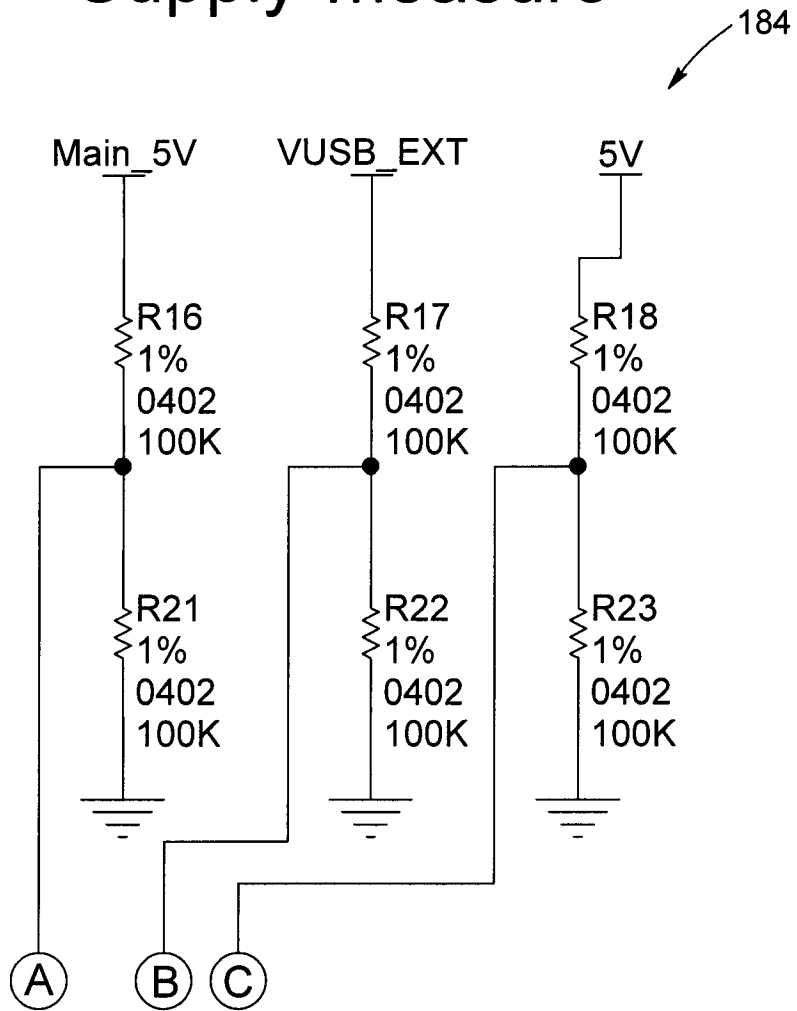 Supply Measure
184
Main_5V
VUSB_EXT
5V
R16
1%
0402
100K
R17
1%
0402
100K
R18
1%
0402
100K
R21
1%
0402
100K
R22
1%
0402
100K
R23
1%
0402
100K
A
B
C